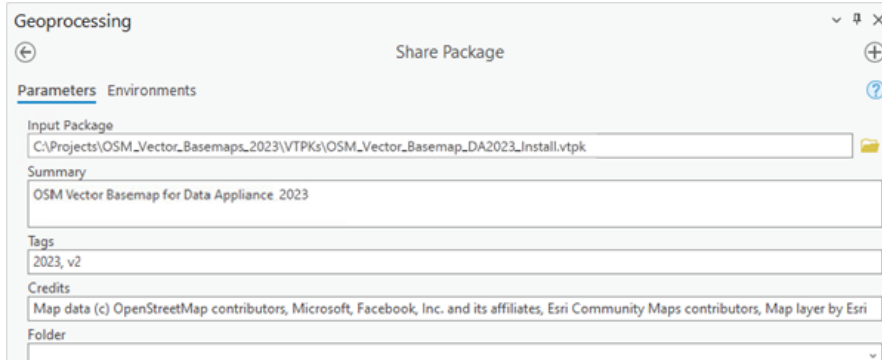 Geoprocessing
Share Package
Parameters Environments
Input Package
C:\Projects\OSM_Vector_Basemaps_2023\VTPKs\OSM_Vector_Basemap_DA2023_Install.vtpk
Summary
OSM Vector Basemap for Data Appliance 2023
Tags
2023, v2
Credits
Map data (c) OpenStreetMap contributors, Microsoft, Facebook, Inc. and its affiliates, Esri Community Maps contributors, Map layer by Esri
Folder